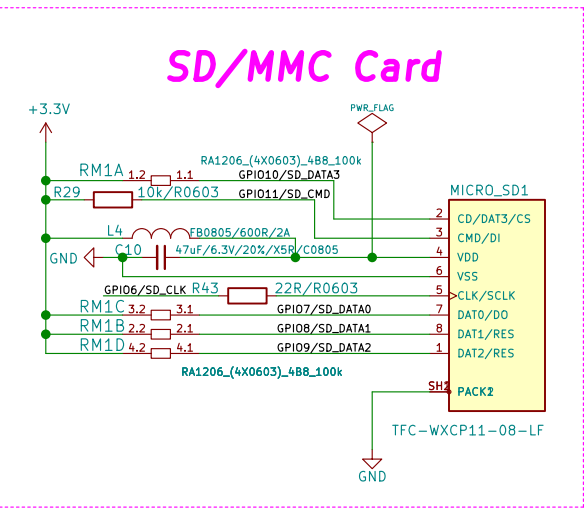 SD/MMC Card
+3.3V
PWR_FLAG
RA1206_(4X0603)_4B8_100k
RM1A 1.2 1.1 GPIO10/SD_DATA3
R29 10k/R0603 GPIO11/SD_CMD
MICRO_SD1
2 CD/DAT3/CS
L4 FB0805/600R/2A
3 CMD/DI
GND C10 47uF/6.3V/20%/X5R/C0805
4 VDD
6 VSS
GPIO6/SD_CLK R43 22R/R0603
5 CLK/SCLK
RM1C 3.2 3.1 GPIO7/SD_DATA0
7 DAT0/DO
RM1B 2.2 2.1 GPIO8/SD_DATA1
8 DAT1/RES
RM1D 4.2 4.1 GPIO9/SD_DATA2
1 DAT2/RES
RA1206_(4X0603)_4B8_100k
TFC-WXCP11-08-LF
GND